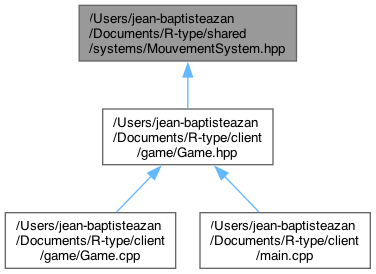 /Users/jean-baptisteazan
/Documents/R-type/shared
/systems/MouvementSystem.hpp
/Users/jean-baptisteazan
/Documents/R-type/client
/game/Game.hpp
/Users/jean-baptisteazan
/Documents/R-type/client
/game/Game.cpp
/Users/jean-baptisteazan
/Documents/R-type/client
/main.cpp